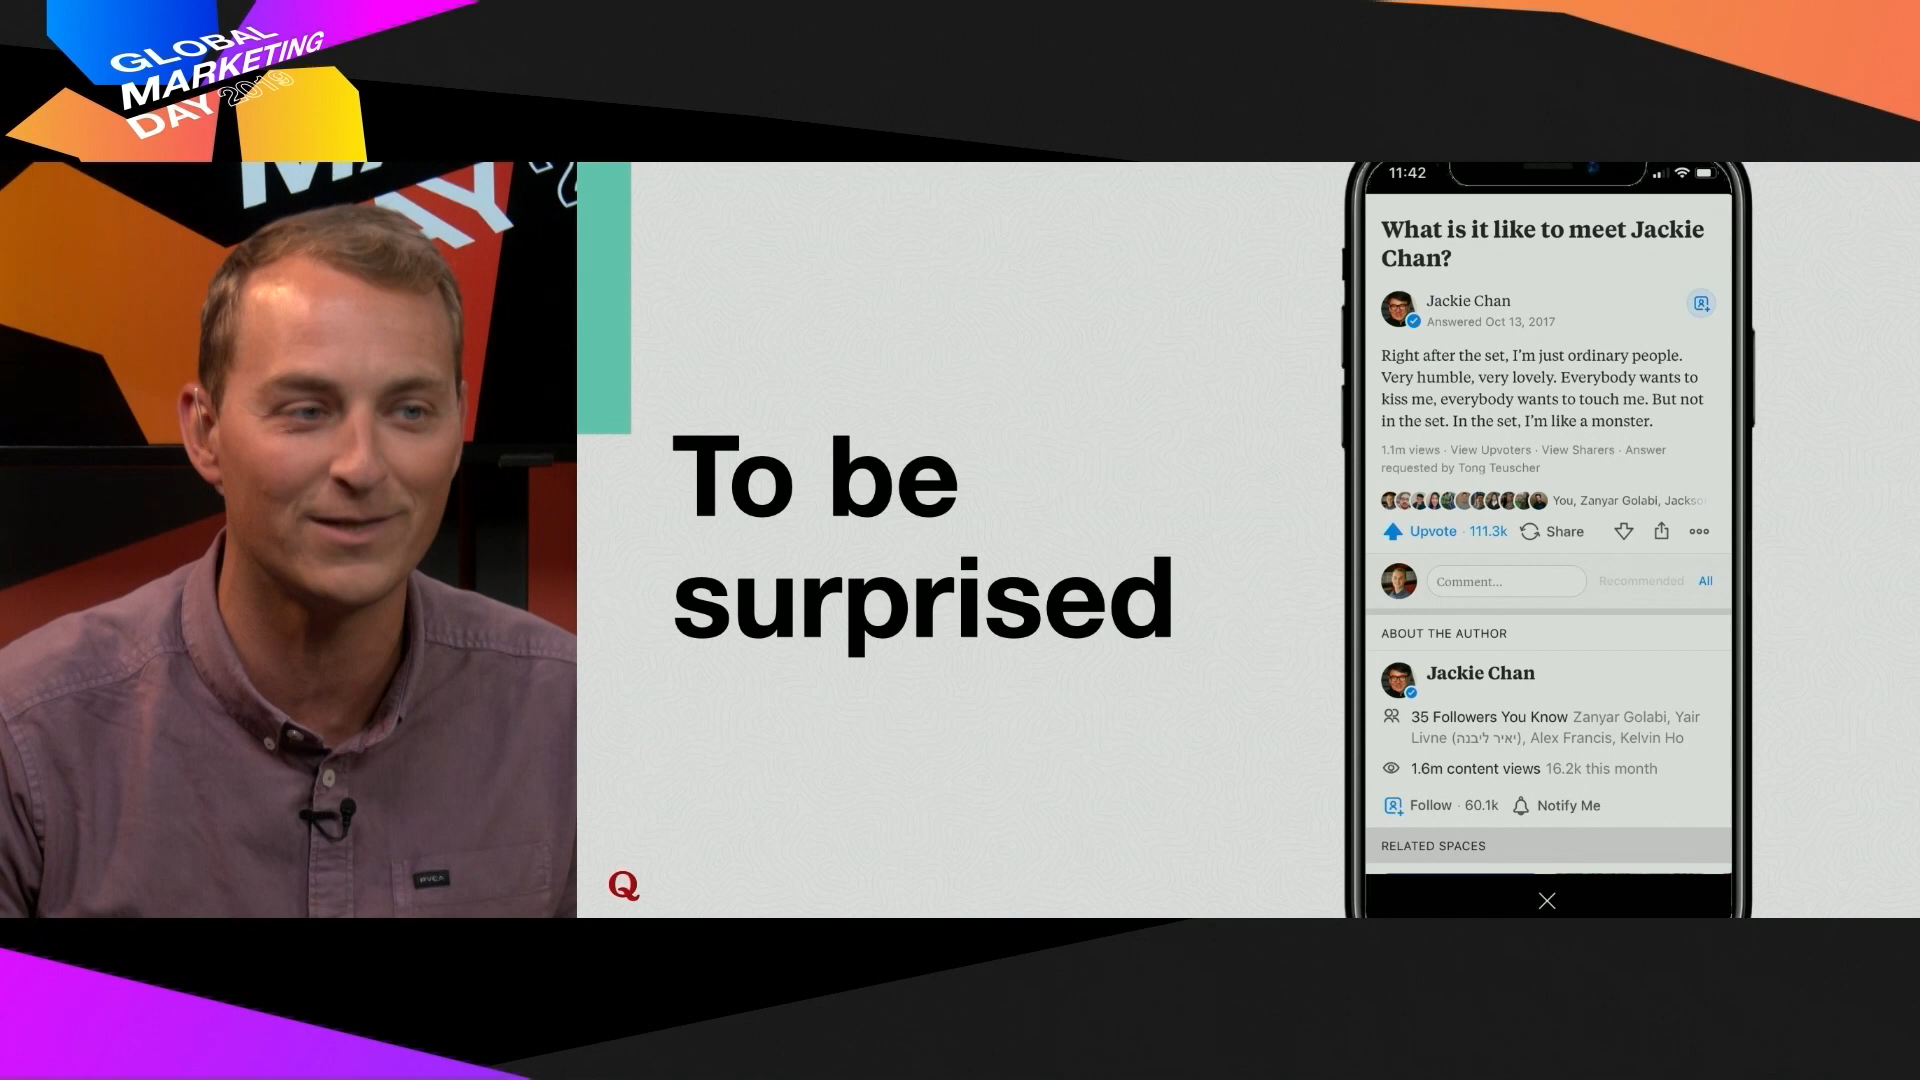 GLOBAL
MARKETING
DAY 2019
AY
RVCA
To be
surprised
Q
11:42
What is it like to meet Jackie
Chan?
Jackie Chan
Answered Oct 13, 2017
Right after the set, I'm just ordinary people.
Very humble, very lovely. Everybody wants to
kiss me, everybody wants to touch me. But not
in the set. In the set, I'm like a monster.
1.1m views · View Upvoters · View Sharers · Answer
requested by Tong Teuscher
You, Zanyar Golabi, Jackso
Upvote · 111.3k Share
Comment... Recommended All
ABOUT THE AUTHOR
Jackie Chan
35 Followers You Know Zanyar Golabi, Yair
Livne (יאיר ליבנה), Alex Francis, Kelvin Ho
1.6m content views 16.2k this month
Follow · 60.1k Notify Me
RELATED SPACES